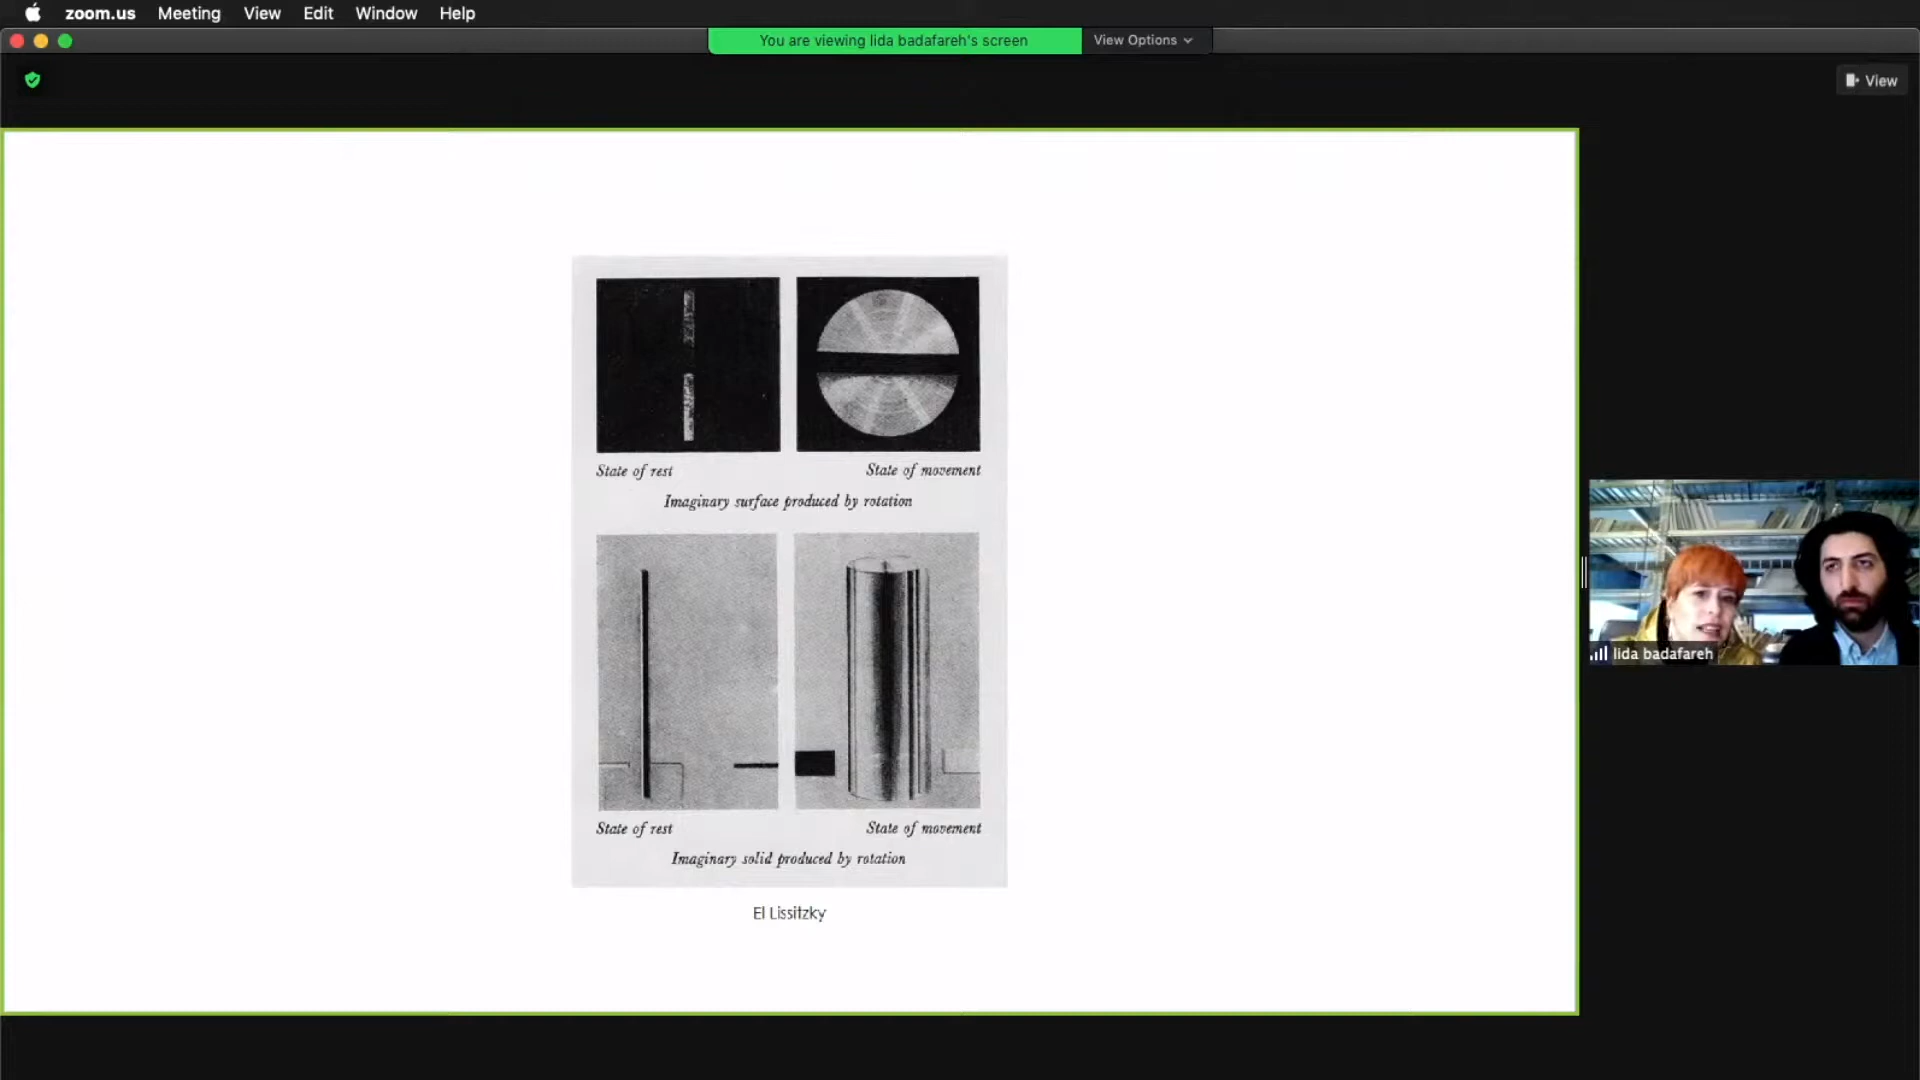 zoom.us Meeting View Edit Window Help
You are viewing lida badafareh's screen View Options
View
State of rest State of movement
Imaginary surface produced by rotation
State of rest State of movement
Imaginary solid produced by rotation
El Lissitzky
lida badafareh